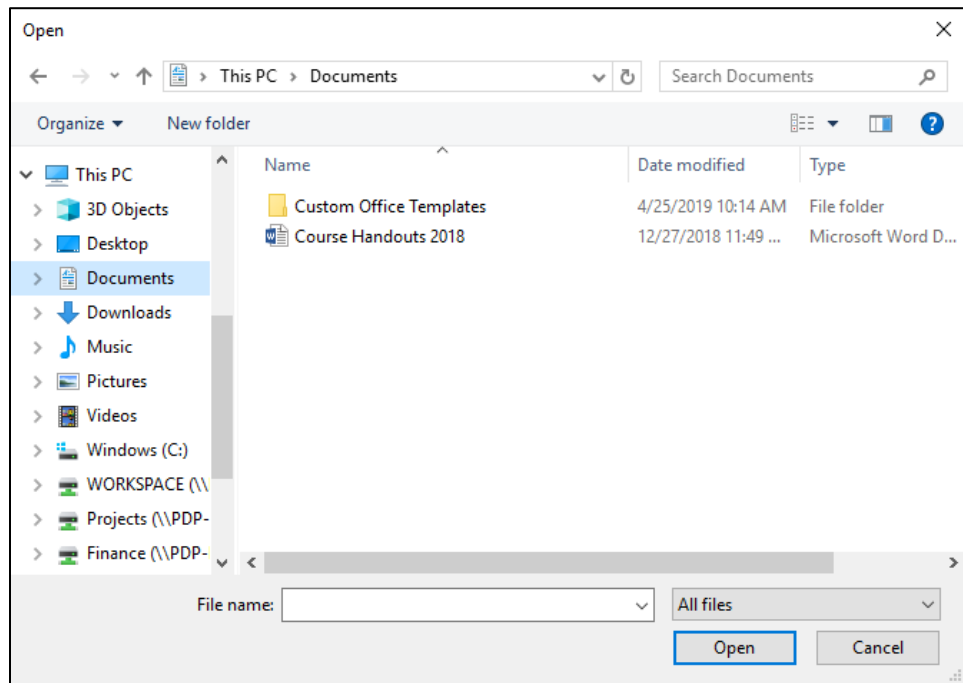 Open
This PC > Documents
Search Documents
Organize
New folder
This PC
3D Objects
Desktop
Documents
Downloads
Music
Pictures
Videos
Windows (C:)
WORKSPACE (\\
Projects (\\PDP-
Finance (\\PDP-
Name Date modified Type
Custom Office Templates 4/25/2019 10:14 AM File folder
Course Handouts 2018 12/27/2018 11:49 ... Microsoft Word D...
File name:
All files
Open
Cancel